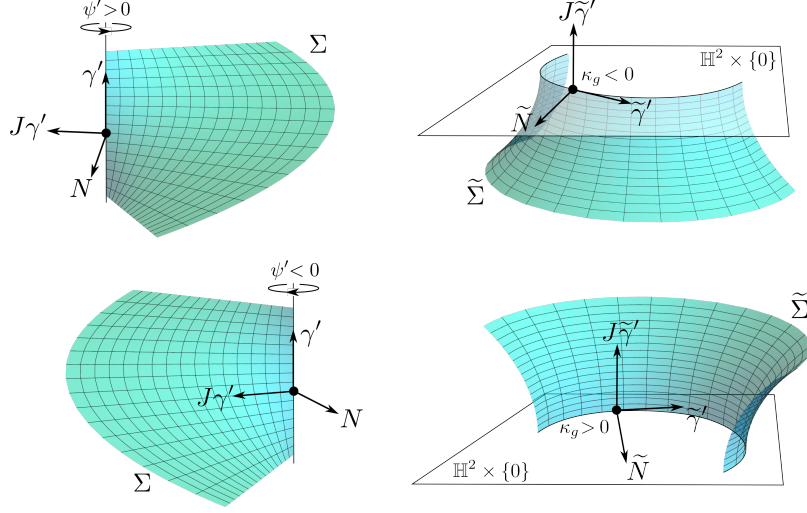 ψ′>0
Σ
γ′
Jγ′
N
Jγ̃′
ℍ² × {0}
κ_g < 0
γ̃′
Ñ
Σ̃
ψ′< 0
γ′
Jγ′
N
Σ
Σ̃
Jγ̃′
κ_g > 0
γ̃′
Ñ
ℍ² × {0}